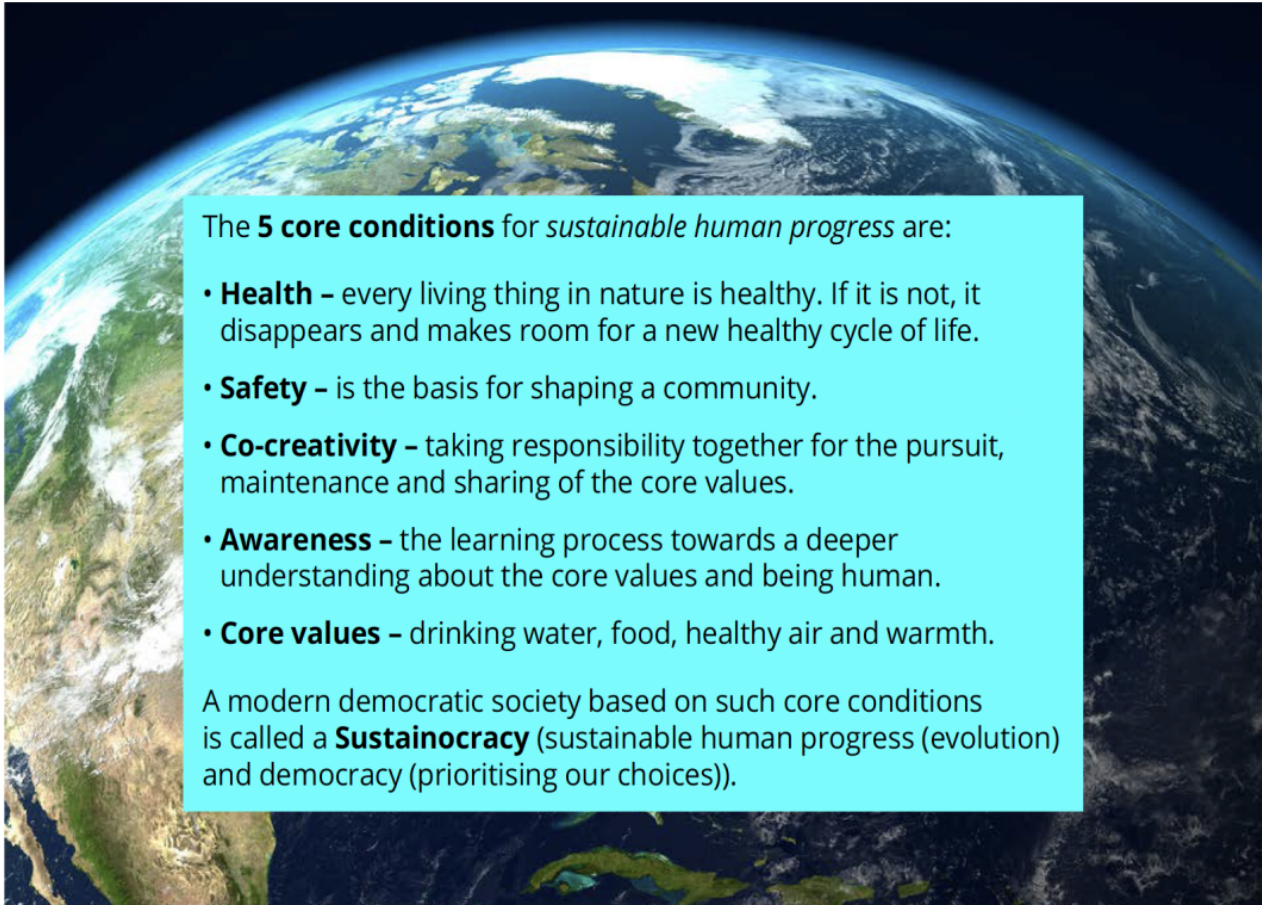 The 5 core conditions for sustainable human progress are:
• Health – every living thing in nature is healthy. If it is not, it
disappears and makes room for a new healthy cycle of life.
• Safety – is the basis for shaping a community.
• Co-creativity – taking responsibility together for the pursuit,
maintenance and sharing of the core values.
• Awareness – the learning process towards a deeper
understanding about the core values and being human.
• Core values – drinking water, food, healthy air and warmth.
A modern democratic society based on such core conditions
is called a Sustainocracy (sustainable human progress (evolution)
and democracy (prioritising our choices)).